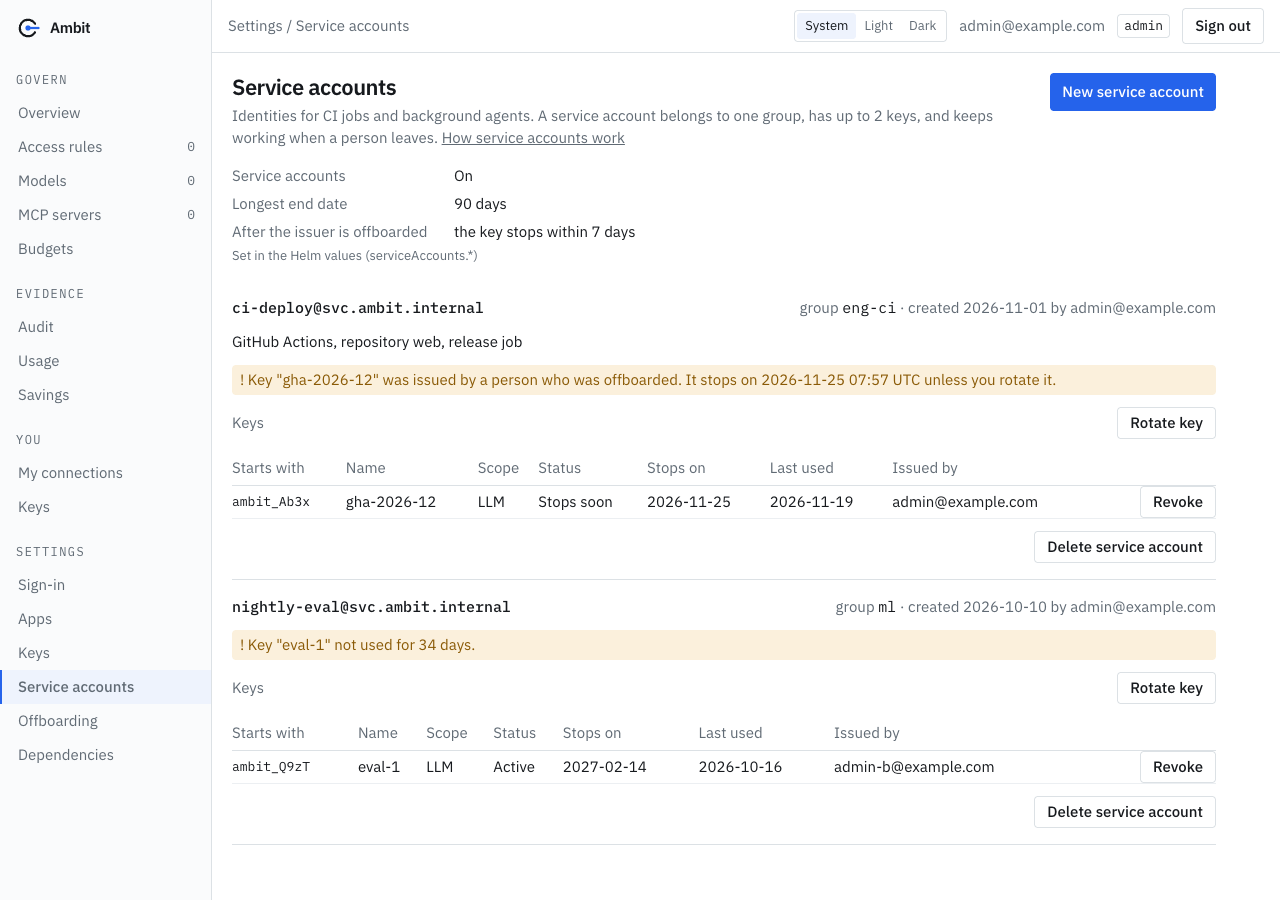 Ambit
Settings / Service accounts
System Light Dark
admin@example.com
admin
Sign out
GOVERN
Overview
Access rules 0
Models 0
MCP servers 0
Budgets
EVIDENCE
Audit
Usage
Savings
YOU
My connections
Keys
SETTINGS
Sign-in
Apps
Keys
Service accounts
Offboarding
Dependencies
Service accounts
New service account
Identities for CI jobs and background agents. A service account belongs to one group, has up to 2 keys, and keeps
working when a person leaves. How service accounts work
Service accounts On
Longest end date 90 days
After the issuer is offboarded the key stops within 7 days
Set in the Helm values (serviceAccounts.*)
ci-deploy@svc.ambit.internal group eng-ci · created 2026-11-01 by admin@example.com
GitHub Actions, repository web, release job
! Key "gha-2026-12" was issued by a person who was offboarded. It stops on 2026-11-25 07:57 UTC unless you rotate it.
Keys Rotate key
Starts with Name Scope Status Stops on Last used Issued by
ambit_Ab3x gha-2026-12 LLM Stops soon 2026-11-25 2026-11-19 admin@example.com Revoke
Delete service account
nightly-eval@svc.ambit.internal group ml · created 2026-10-10 by admin@example.com
! Key "eval-1" not used for 34 days.
Keys Rotate key
Starts with Name Scope Status Stops on Last used Issued by
ambit_Q9zT eval-1 LLM Active 2027-02-14 2026-10-16 admin-b@example.com Revoke
Delete service account